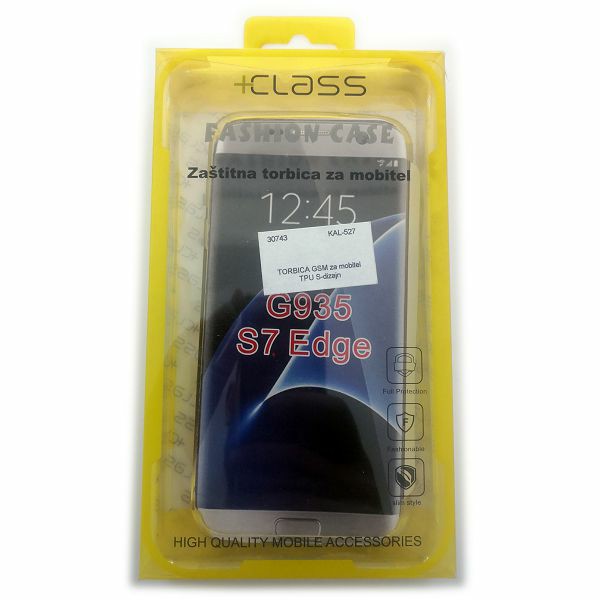 +CLASS
FASHION CASE
Zaštitna torbica za mobitel
12:45
30743 KAL-527
TORBICA GSM za mobitel
TPU S-dizajn
G935
S7 Edge
Full Protection
Fashionable
slim style
HIGH QUALITY MOBILE ACCESSORIES